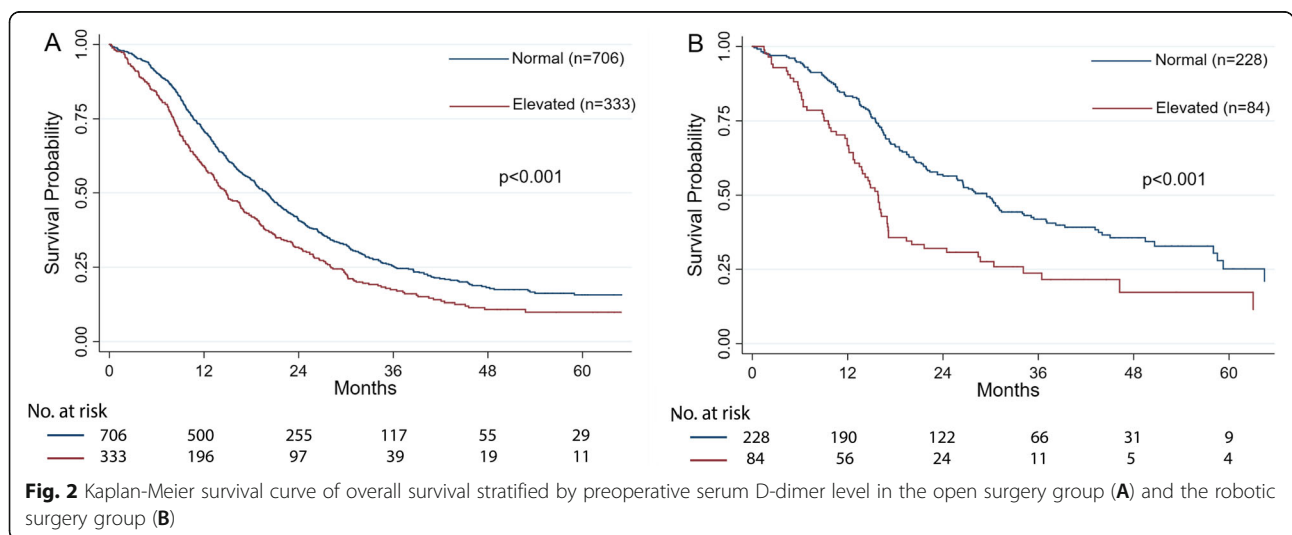 A
1.00
0.75
0.50
0.25
0.00
Survival Probability
Normal (n=706)
Elevated (n=333)
p<0.001
0 12 24 36 48 60
Months
No. at risk
706 500 255 117 55 29
333 196 97 39 19 11
B
1.00
0.75
0.50
0.25
0.00
Survival Probability
Normal (n=228)
Elevated (n=84)
p<0.001
0 12 24 36 48 60
Months
No. at risk
228 190 122 66 31 9
84 56 24 11 5 4
Fig. 2 Kaplan-Meier survival curve of overall survival stratified by preoperative serum D-dimer level in the open surgery group (A) and the robotic
surgery group (B)